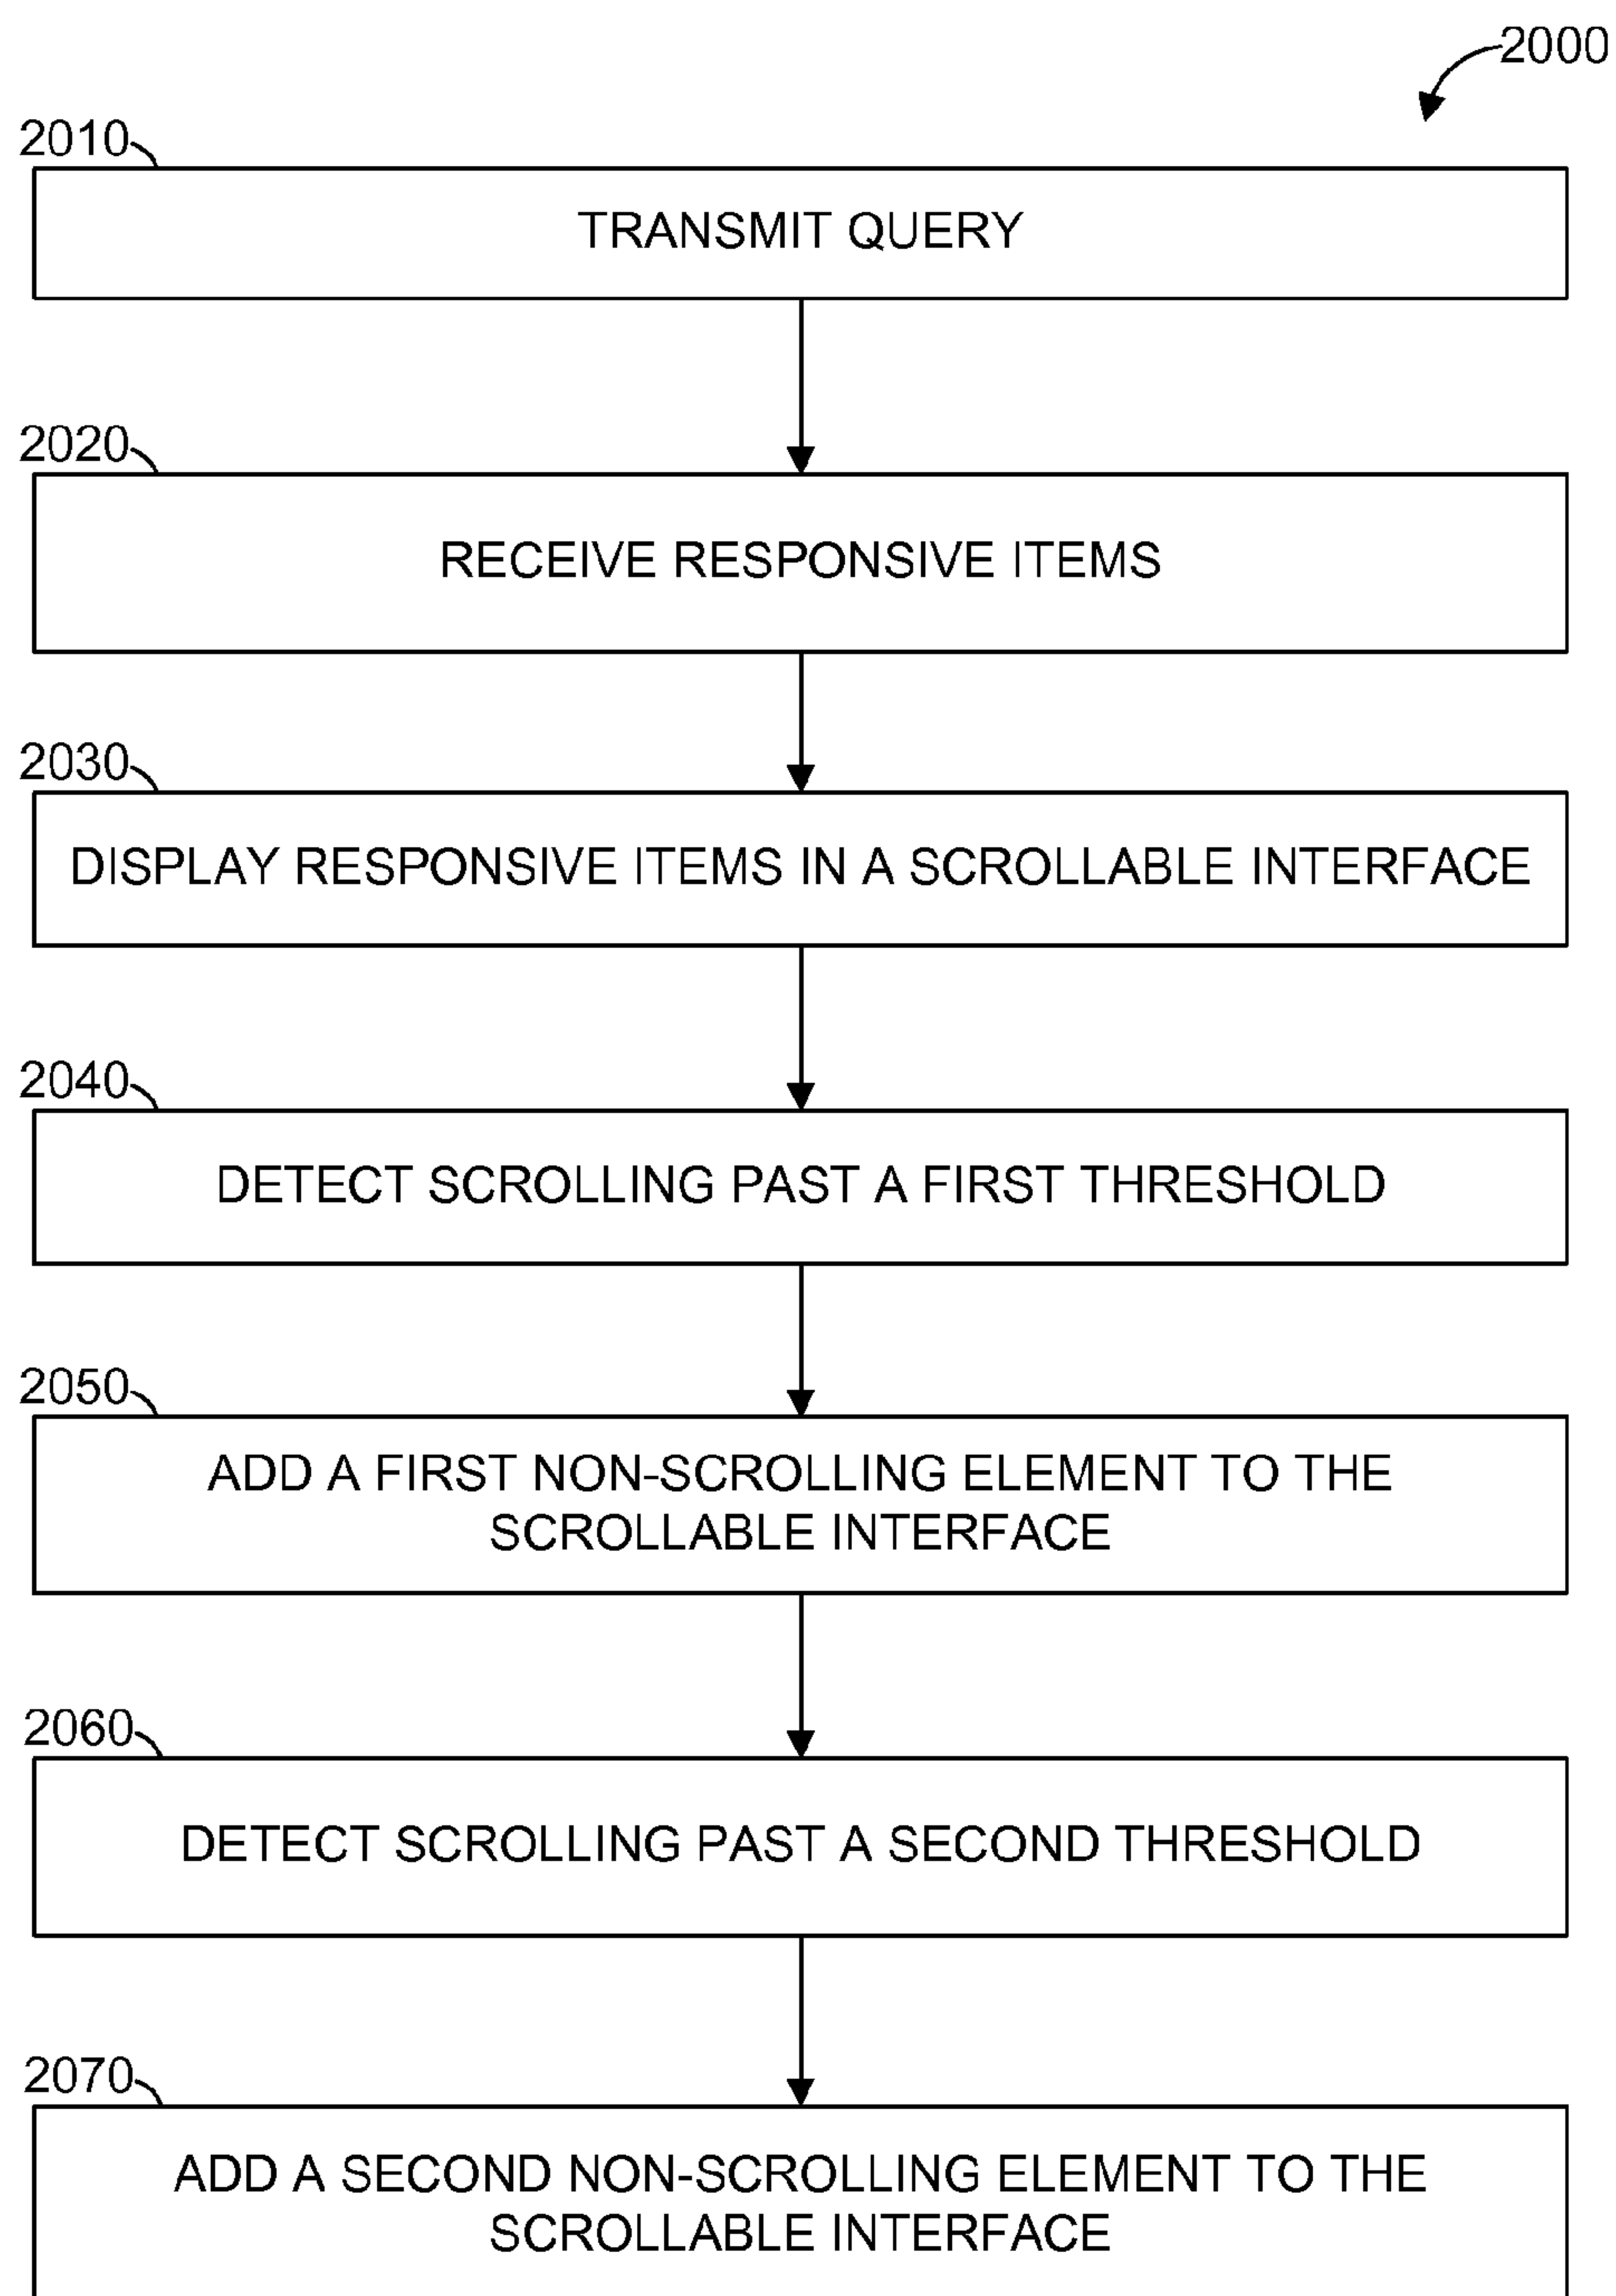 2000
2010
TRANSMIT QUERY
2020
RECEIVE RESPONSIVE ITEMS
2030
DISPLAY RESPONSIVE ITEMS IN A SCROLLABLE INTERFACE
2040
DETECT SCROLLING PAST A FIRST THRESHOLD
2050
ADD A FIRST NON-SCROLLING ELEMENT TO THE
SCROLLABLE INTERFACE
2060
DETECT SCROLLING PAST A SECOND THRESHOLD
2070
ADD A SECOND NON-SCROLLING ELEMENT TO THE
SCROLLABLE INTERFACE